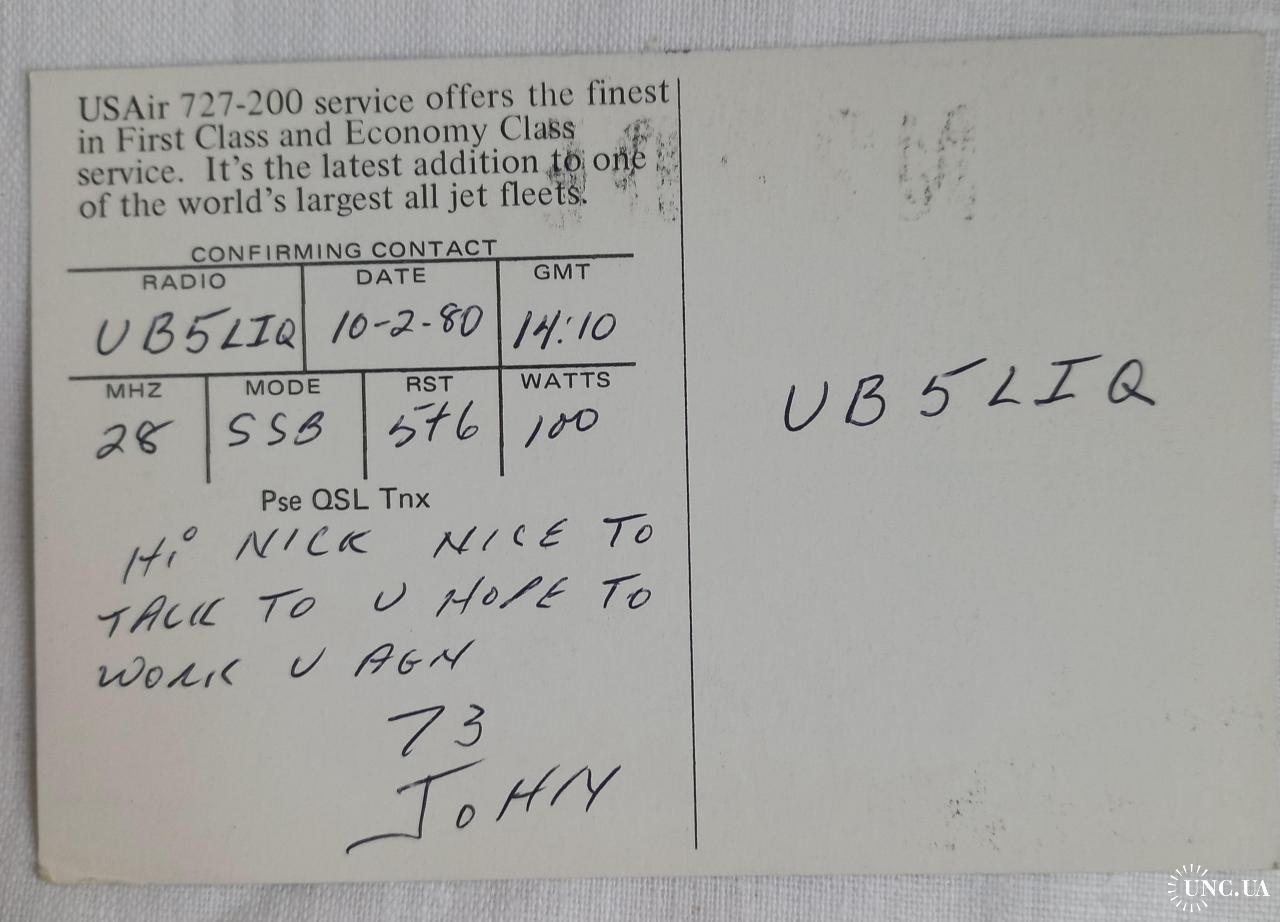 USAir 727-200 service offers the finest
in First Class and Economy Class
service. It's the latest addition to one
of the world's largest all jet fleets.
CONFIRMING CONTACT
RADIO DATE GMT
UB5LIQ 10-2-80 14:10
MHZ MODE RST WATTS
28 SSB 5+6 100
Pse QSL Tnx
Hi NICK NICE TO
TALK TO U HOPE TO
WORK U AGN
73
JOHN
UB5LIQ
UNC.UA